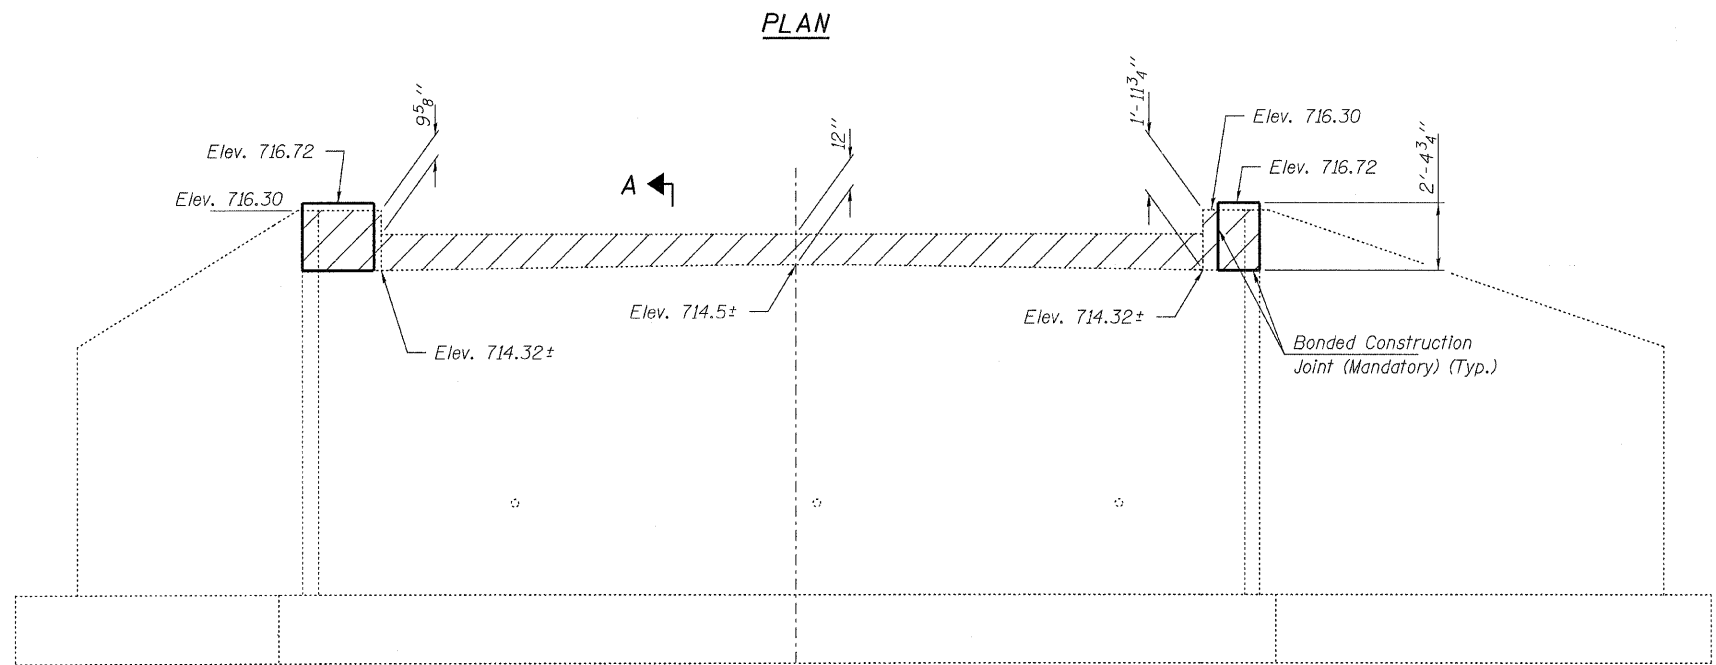 PLAN
9 5/8"
12"
1'-11 3/4"
Elev. 716.30
Elev. 716.72
Elev. 716.72
2'-4 3/4"
A
Elev. 716.30
Elev. 714.5±
Elev. 714.32±
Elev. 714.32±
Bonded Construction
Joint (Mandatory) (Typ.)